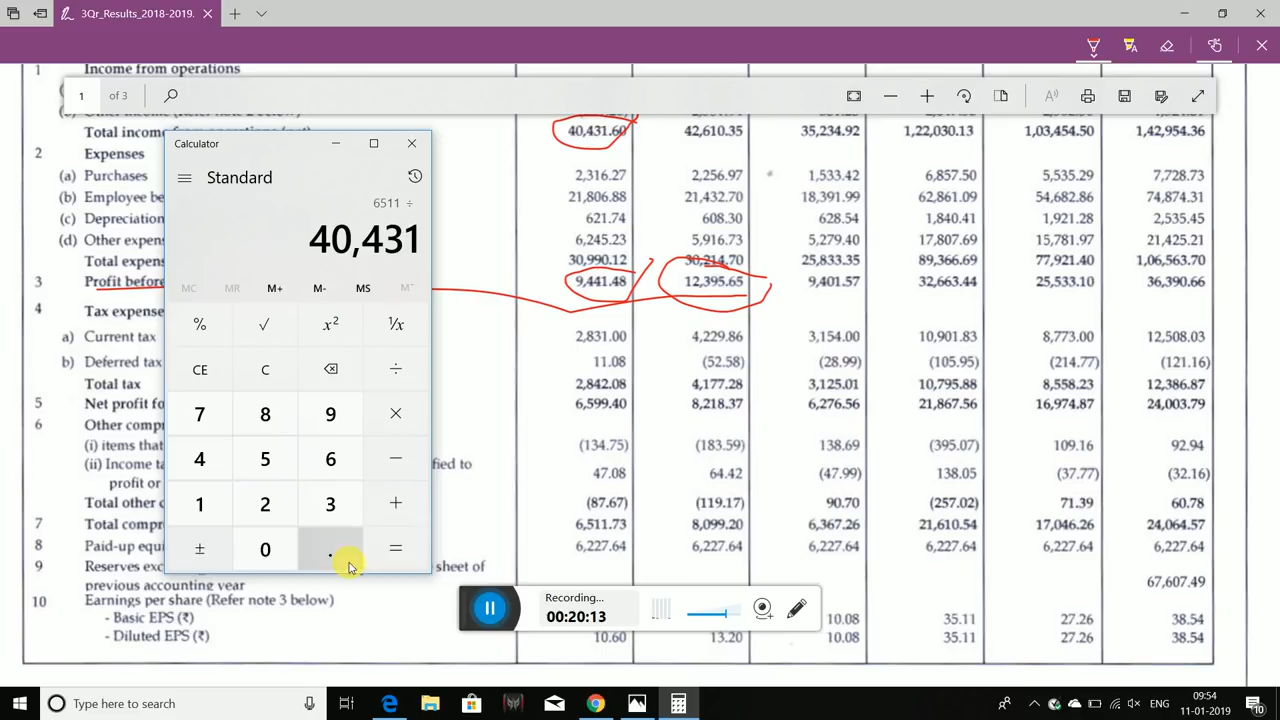 3Qr_Results_2018-2019.
1 Income from operations
1 of 3
Total income from operations (net) 40,431.60 42,610.35 35,234.92 1,22,030.13 1,03,454.50 1,42,954.36
2 Expenses
(a) Purchases 2,316.27 2,256.97 1,533.42 6,857.50 5,535.29 7,728.73
(b) Employee be 21,806.88 21,432.70 18,391.99 62,861.09 54,682.86 74,874.31
(c) Depreciation 621.74 608.30 628.54 1,840.41 1,921.28 2,535.45
(d) Other expen 6,245.23 5,916.73 5,279.40 17,807.69 15,781.97 21,425.21
Total expen 30,990.12 30,214.70 25,833.35 89,366.69 77,921.40 1,06,563.70
3 Profit before 9,441.48 12,395.65 9,401.57 32,663.44 25,533.10 36,390.66
4 Tax expense
a) Current tax 2,831.00 4,229.86 3,154.00 10,901.83 8,773.00 12,508.03
b) Deferred tax 11.08 (52.58) (28.99) (105.95) (214.77) (121.16)
Total tax 2,842.08 4,177.28 3,125.01 10,795.88 8,558.23 12,386.87
5 Net profit fo 6,599.40 8,218.37 6,276.56 21,867.56 16,974.87 24,003.79
6 Other compr
(i) items that (134.75) (183.59) 138.69 (395.07) 109.16 92.94
(ii) Income ta fied to
profit or 47.08 64.42 (47.99) 138.05 (37.77) (32.16)
Total other c (87.67) (119.17) 90.70 (257.02) 71.39 60.78
7 Total compr 6,511.73 8,099.20 6,367.26 21,610.54 17,046.26 24,064.57
8 Paid-up equi 6,227.64 6,227.64 6,227.64 6,227.64 6,227.64 6,227.64
9 Reserves exc sheet of
previous accounting year 67,607.49
10 Earnings per share (Refer note 3 below)
- Basic EPS (₹) 10.08 35.11 27.26 38.54
- Diluted EPS (₹) 10.60 13.20 10.08 35.11 27.26 38.54
Calculator
Standard
6511 ÷
40,431
MC MR M+ M- MS M
% √ x² ¹/x
CE C ÷
7 8 9 ×
4 5 6 −
1 2 3 +
± 0 . =
Recording...
00:20:13
Type here to search
ENG
09:54
11-01-2019
10